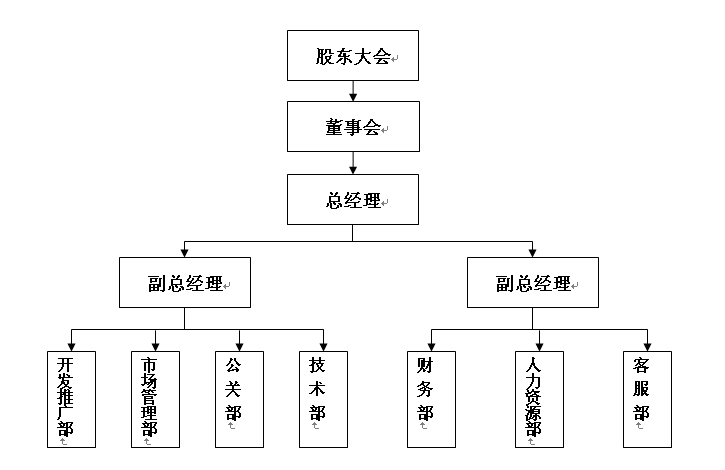 股东大会
董事会
总经理
副总经理
副总经理
开发推广部
市场管理部
公关部
技术部
财务部
人力资源部
客服部